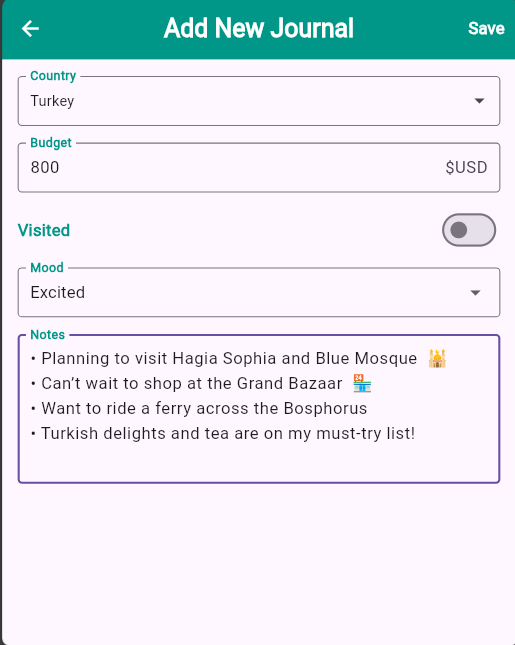 Add New Journal
Save
Country
Turkey
Budget
800 $USD
Visited
Mood
Excited
Notes
• Planning to visit Hagia Sophia and Blue Mosque 🕌
• Can’t wait to shop at the Grand Bazaar 🏪
• Want to ride a ferry across the Bosphorus
• Turkish delights and tea are on my must-try list!